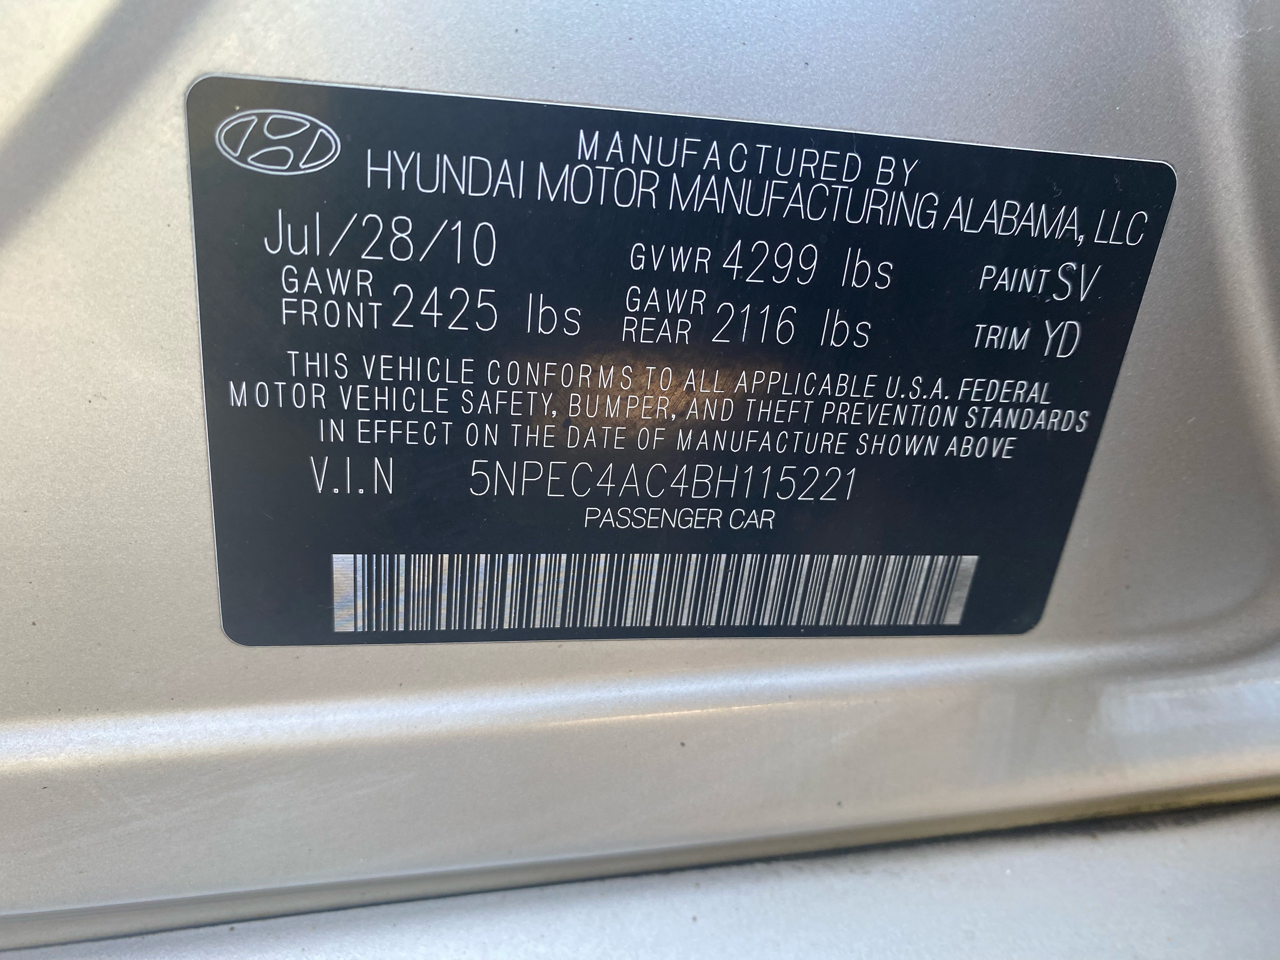 MANUFACTURED BY
HYUNDAI MOTOR MANUFACTURING ALABAMA, LLC
Jul/28/10 GVWR 4299 lbs PAINT SV
GAWR FRONT 2425 lbs GAWR REAR 2116 lbs TRIM YD
THIS VEHICLE CONFORMS TO ALL APPLICABLE U.S.A. FEDERAL
MOTOR VEHICLE SAFETY, BUMPER, AND THEFT PREVENTION STANDARDS
IN EFFECT ON THE DATE OF MANUFACTURE SHOWN ABOVE
V.I.N 5NPEC4AC4BH115221
PASSENGER CAR